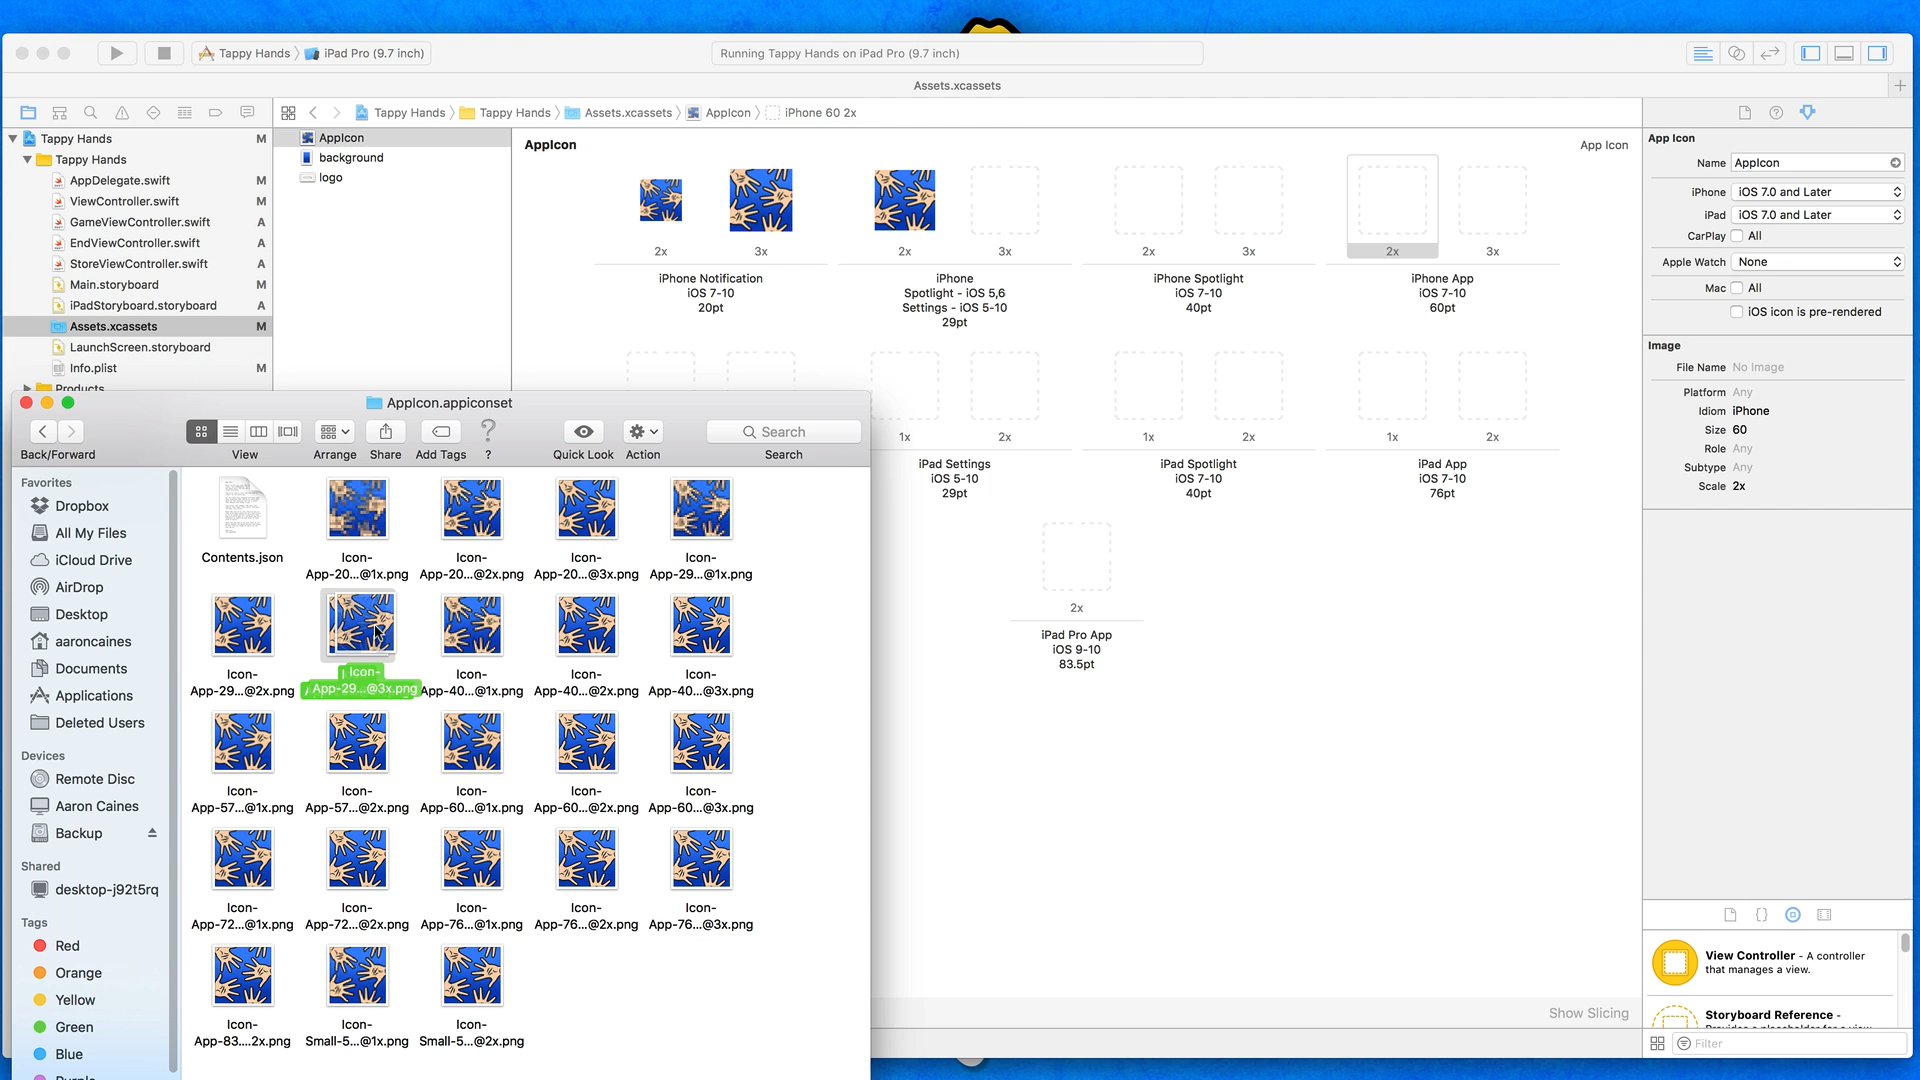 Tappy Hands
iPad Pro (9.7 inch)
Running Tappy Hands on iPad Pro (9.7 inch)
Assets.xcassets
Tappy Hands
Tappy Hands
Assets.xcassets
AppIcon
iPhone 60 2x
Tappy Hands M
Tappy Hands
AppDelegate.swift M
ViewController.swift M
GameViewController.swift A
EndViewController.swift A
StoreViewController.swift A
Main.storyboard M
iPadStoryboard.storyboard A
Assets.xcassets M
LaunchScreen.storyboard
Info.plist M
Products
AppIcon
background
logo
AppIcon
App Icon
2x 3x
iPhone Notification
iOS 7-10
20pt
2x 3x
iPhone
Spotlight - iOS 5,6
Settings - iOS 5-10
29pt
2x 3x
iPhone Spotlight
iOS 7-10
40pt
2x 3x
iPhone App
iOS 7-10
60pt
1x 2x
iPad Settings
iOS 5-10
29pt
1x 2x
iPad Spotlight
iOS 7-10
40pt
1x 2x
iPad App
iOS 7-10
76pt
2x
iPad Pro App
iOS 9-10
83.5pt
Show Slicing
App Icon
Name AppIcon
iPhone iOS 7.0 and Later
iPad iOS 7.0 and Later
CarPlay All
Apple Watch None
Mac All
iOS icon is pre-rendered
Image
File Name No Image
Platform Any
Idiom iPhone
Size 60
Role Any
Subtype Any
Scale 2x
View Controller - A controller
that manages a view.
Storyboard Reference -
Provides a placeholder for a view
Filter
AppIcon.appiconset
Back/Forward
View
Arrange
Share
Add Tags
?
Quick Look
Action
Search
Search
Favorites
Dropbox
All My Files
iCloud Drive
AirDrop
Desktop
aaroncaines
Documents
Applications
Deleted Users
Devices
Remote Disc
Aaron Caines
Backup
Shared
desktop-j92t5rq
Tags
Red
Orange
Yellow
Green
Blue
Purple
Contents.json
Icon-
App-20...@1x.png
Icon-
App-20...@2x.png
Icon-
App-20...@3x.png
Icon-
App-29...@1x.png
Icon-
App-29...@2x.png
Icon-
App-29...@3x.png
Icon-
App-40...@1x.png
Icon-
App-40...@2x.png
Icon-
App-40...@3x.png
Icon-
App-57...@1x.png
Icon-
App-57...@2x.png
Icon-
App-60...@1x.png
Icon-
App-60...@2x.png
Icon-
App-60...@3x.png
Icon-
App-72...@1x.png
Icon-
App-72...@2x.png
Icon-
App-76...@1x.png
Icon-
App-76...@2x.png
Icon-
App-76...@3x.png
Icon-
App-83....2x.png
Icon-
Small-5...@1x.png
Icon-
Small-5...@2x.png